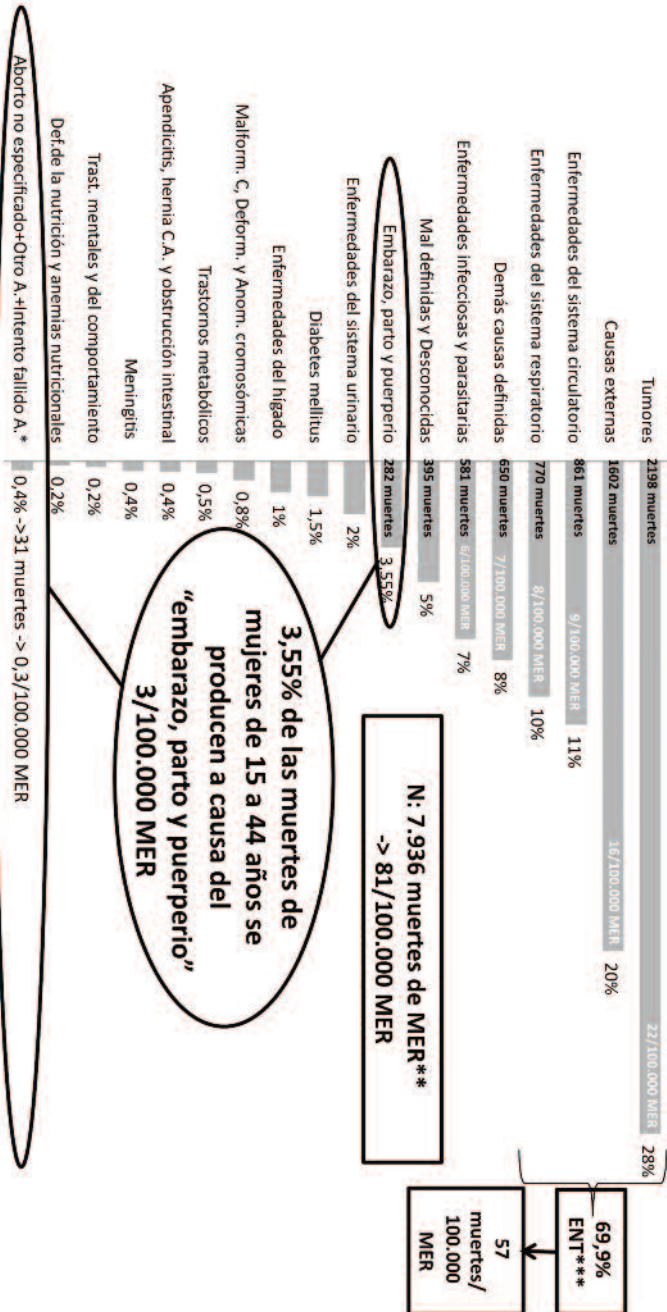 Tumores 2198 muertes 22/100.000 MER 28%
Causas externas 1602 muertes 16/100.000 MER 20%
Enfermedades del sistema circulatorio 861 muertes 9/100.000 MER 11%
Enfermedades del sistema respiratorio 770 muertes 8/100.000 MER 10%
Demás causas definidas 650 muertes 7/100.000 MER 8%
Enfermedades infecciosas y parasitarias 581 muertes 6/100.000 MER 7%
Mal definidas y Desconocidas 395 muertes 5%
Embarazo, parto y puerperio 282 muertes 3,55%
Enfermedades del sistema urinario 2%
Diabetes mellitus 1,5%
Enfermedades del hígado 1%
Malform. C, Deform. y Anom. cromosómicas 0,8%
Trastornos metabólicos 0,5%
Apendicitis, hernia C.A. y obstrucción intestinal 0,4%
Meningitis 0,4%
Trast. mentales y del comportamiento 0,2%
Def.de la nutrición y anemias nutricionales 0,2%
Aborto no especificado+Otro A.+Intento fallido A.* 0,4% ->31 muertes -> 0,3/100.000 MER
69,9%
ENT***
57
muertes/
100.000
MER
N: 7.936 muertes de MER**
-> 81/100.000 MER
3,55% de las muertes de
mujeres de 15 a 44 años se
producen a causa del
“embarazo, parto y puerperio”
3/100.000 MER